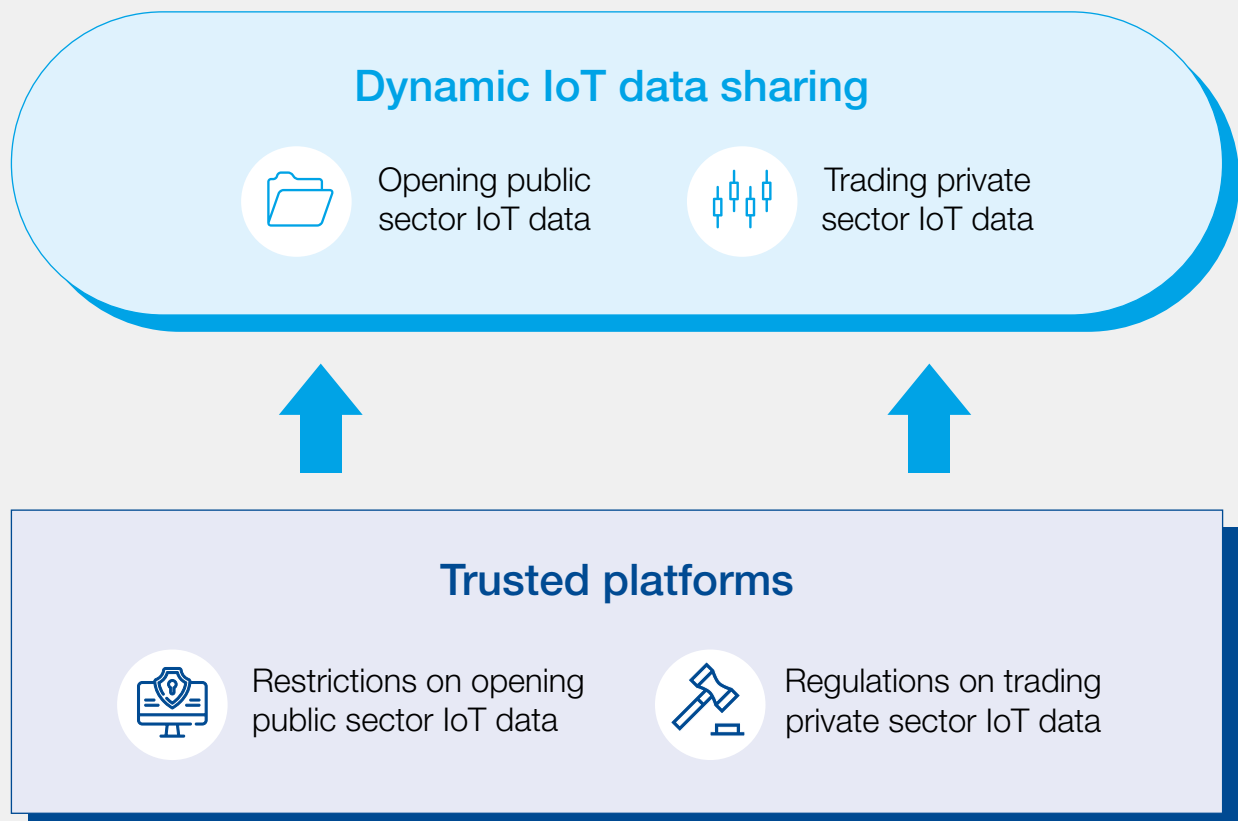 Dynamic IoT data sharing
Opening public
sector IoT data
Trading private
sector IoT data
Trusted platforms
Restrictions on opening
public sector IoT data
Regulations on trading
private sector IoT data